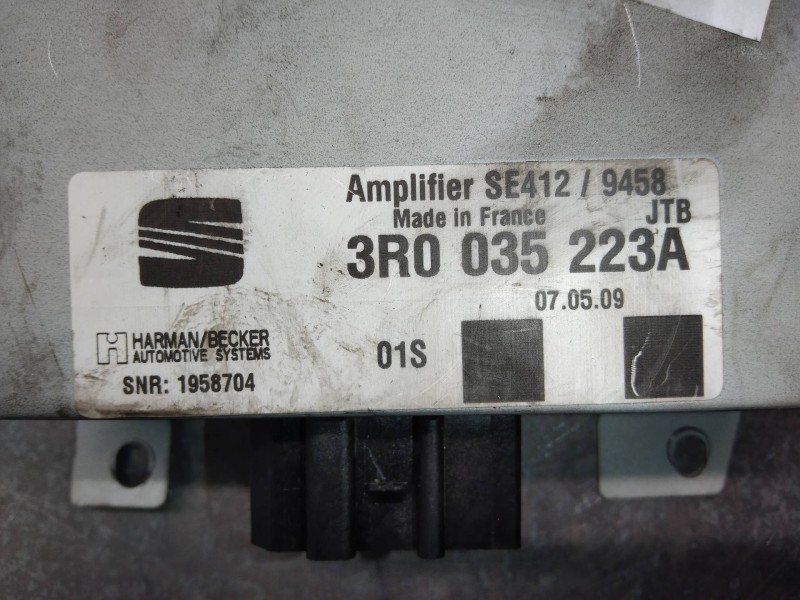 Amplifier SE412 / 9458
Made in France JTB
3R0 035 223A
07.05.09
HARMAN/BECKER
AUTOMOTIVE SYSTEMS
01S
SNR: 1958704